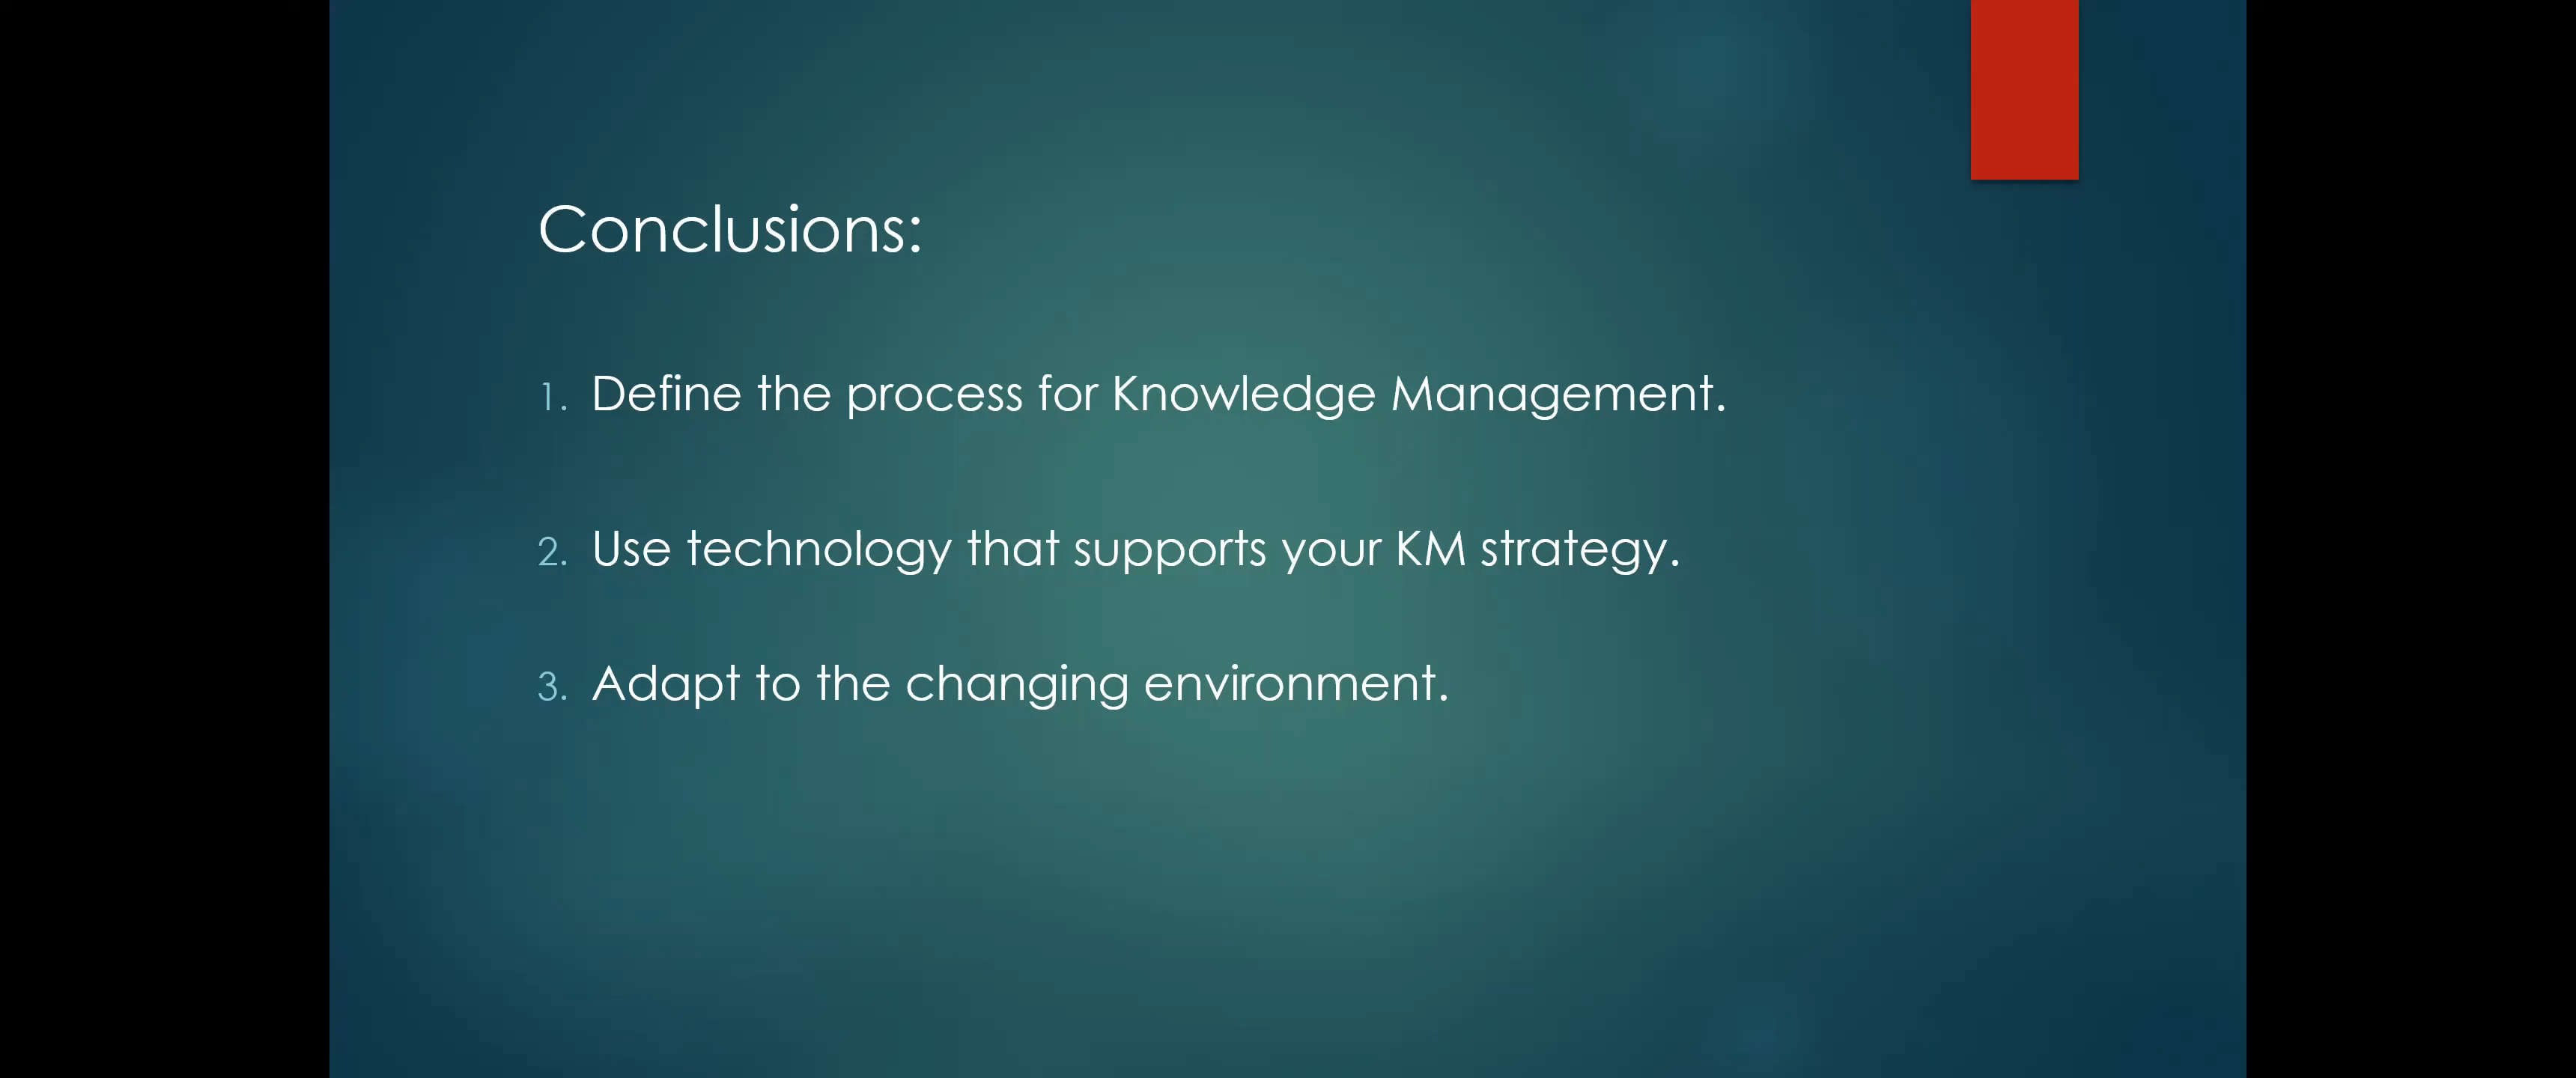 Conclusions:
1. Define the process for Knowledge Management.
2. Use technology that supports your KM strategy.
3. Adapt to the changing environment.